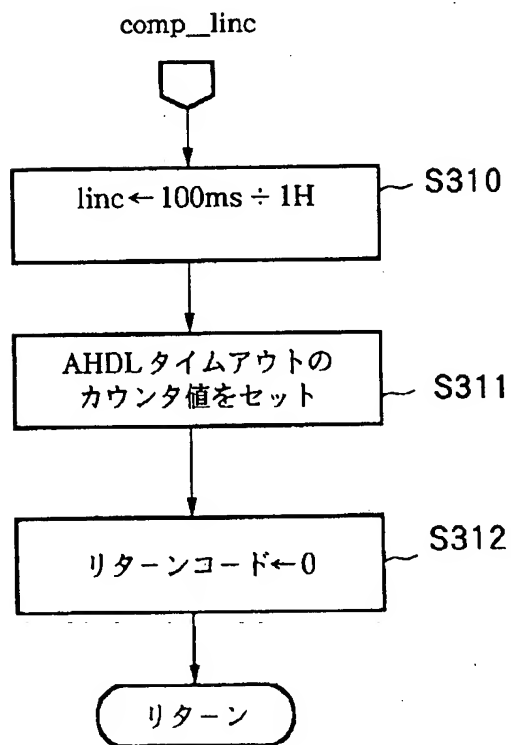 comp_linc
linc←100ms÷1H
S310
AHDLタイムアウトの
カウンタ値をセット
S311
リターンコード←0
S312
リターン